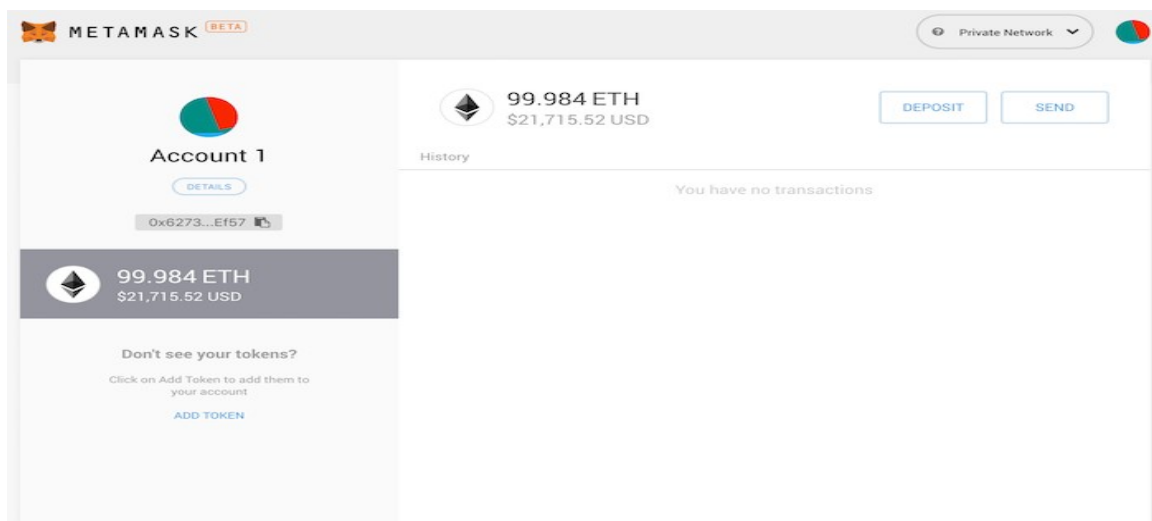 METAMASK BETA
Private Network
Account 1
DETAILS
0x6273...Ef57
99.984 ETH
$21,715.52 USD
Don't see your tokens?
Click on Add Token to add them to
your account
ADD TOKEN
99.984 ETH
$21,715.52 USD
DEPOSIT
SEND
History
You have no transactions